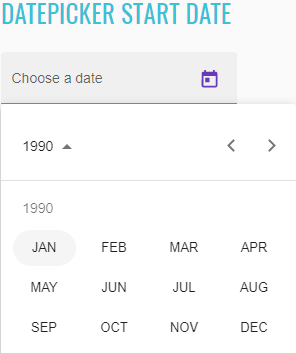 DATEPICKER START DATE
Choose a date
1990
1990
JAN FEB MAR APR
MAY JUN JUL AUG
SEP OCT NOV DEC